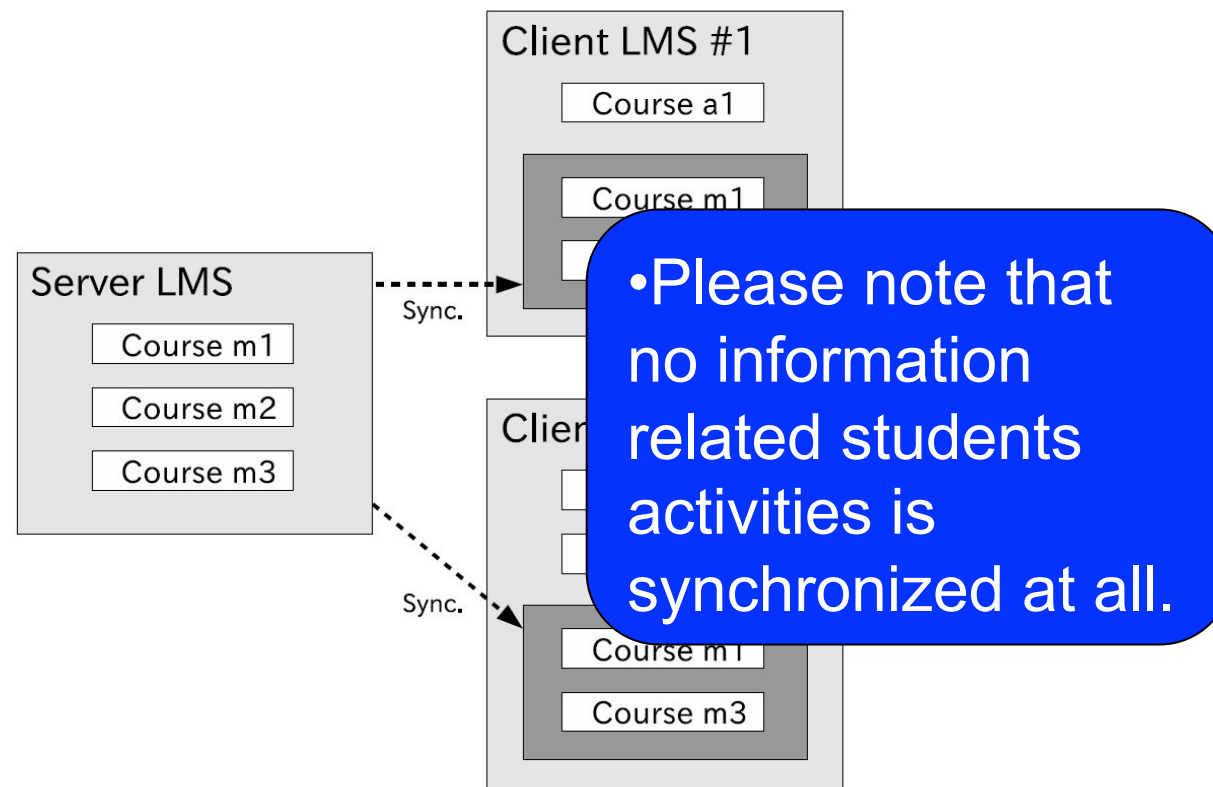 Client LMS #1
Course a1
Course m1
Server LMS
Course m1
Course m2
Course m3
Sync.
Sync.
•Please note that
no information
related students
activities is
synchronized at all.
Course m1
Course m3